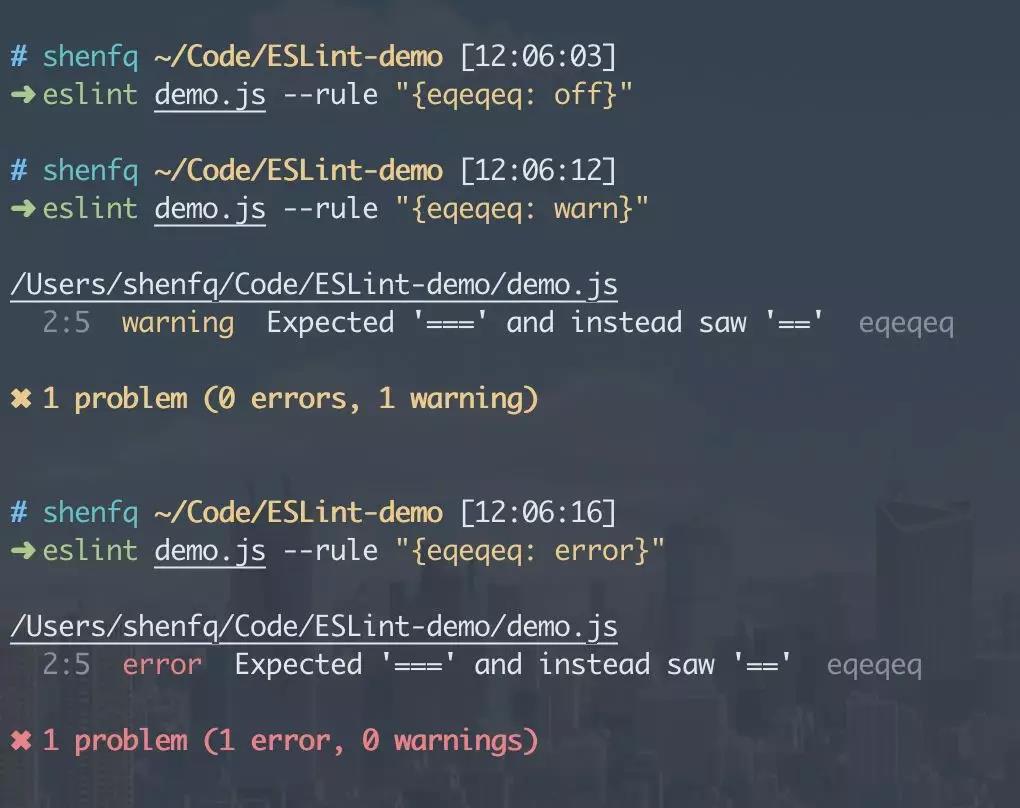 # shenfq ~/Code/ESLint-demo [12:06:03]
➜ eslint demo.js --rule "{eqeqeq: off}"
# shenfq ~/Code/ESLint-demo [12:06:12]
➜ eslint demo.js --rule "{eqeqeq: warn}"
/Users/shenfq/Code/ESLint-demo/demo.js
2:5 warning Expected '===' and instead saw '==' eqeqeq
✖ 1 problem (0 errors, 1 warning)
# shenfq ~/Code/ESLint-demo [12:06:16]
➜ eslint demo.js --rule "{eqeqeq: error}"
/Users/shenfq/Code/ESLint-demo/demo.js
2:5 error Expected '===' and instead saw '==' eqeqeq
✖ 1 problem (1 error, 0 warnings)